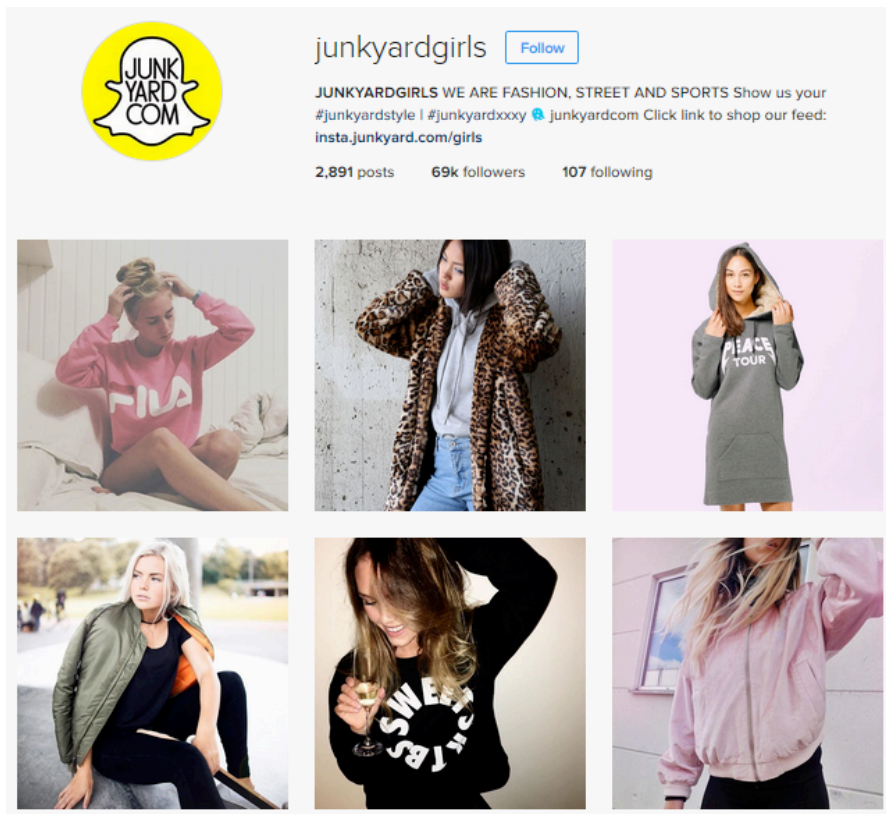 JUNK
YARD
COM
junkyardgirls Follow
JUNKYARDGIRLS WE ARE FASHION, STREET AND SPORTS Show us your
#junkyardstyle | #junkyardxxxy junkyardcom Click link to shop our feed:
insta.junkyard.com/girls
2,891 posts 69k followers 107 following
FILA
PEACE
TOUR
SWEET SKTBS